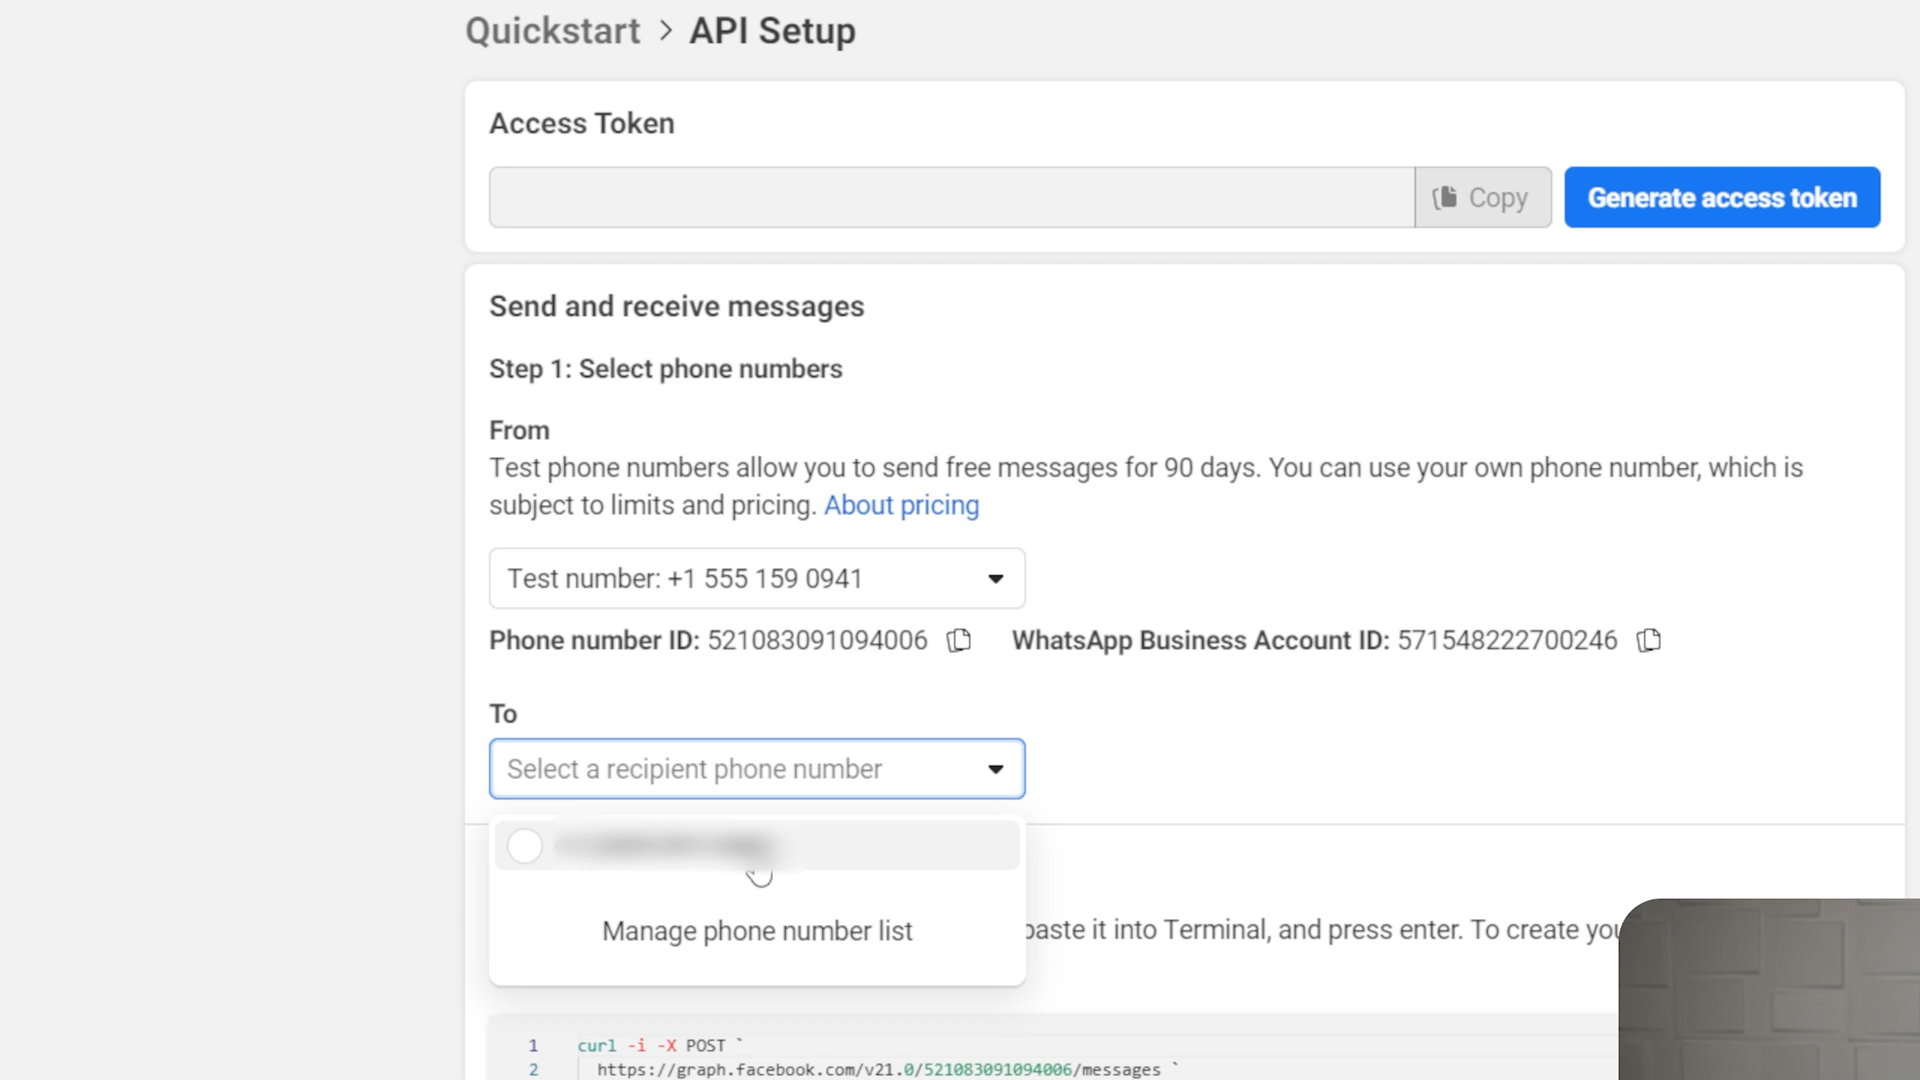 Quickstart > API Setup
Access Token
Copy
Generate access token
Send and receive messages
Step 1: Select phone numbers
From
Test phone numbers allow you to send free messages for 90 days. You can use your own phone number, which is
subject to limits and pricing. About pricing
Test number: +1 555 159 0941
Phone number ID: 521083091094006 WhatsApp Business Account ID: 571548222700246
To
Select a recipient phone number
Manage phone number list
paste it into Terminal, and press enter. To create you
1 curl -i -X POST `
2 https://graph.facebook.com/v21.0/521083091094006/messages `